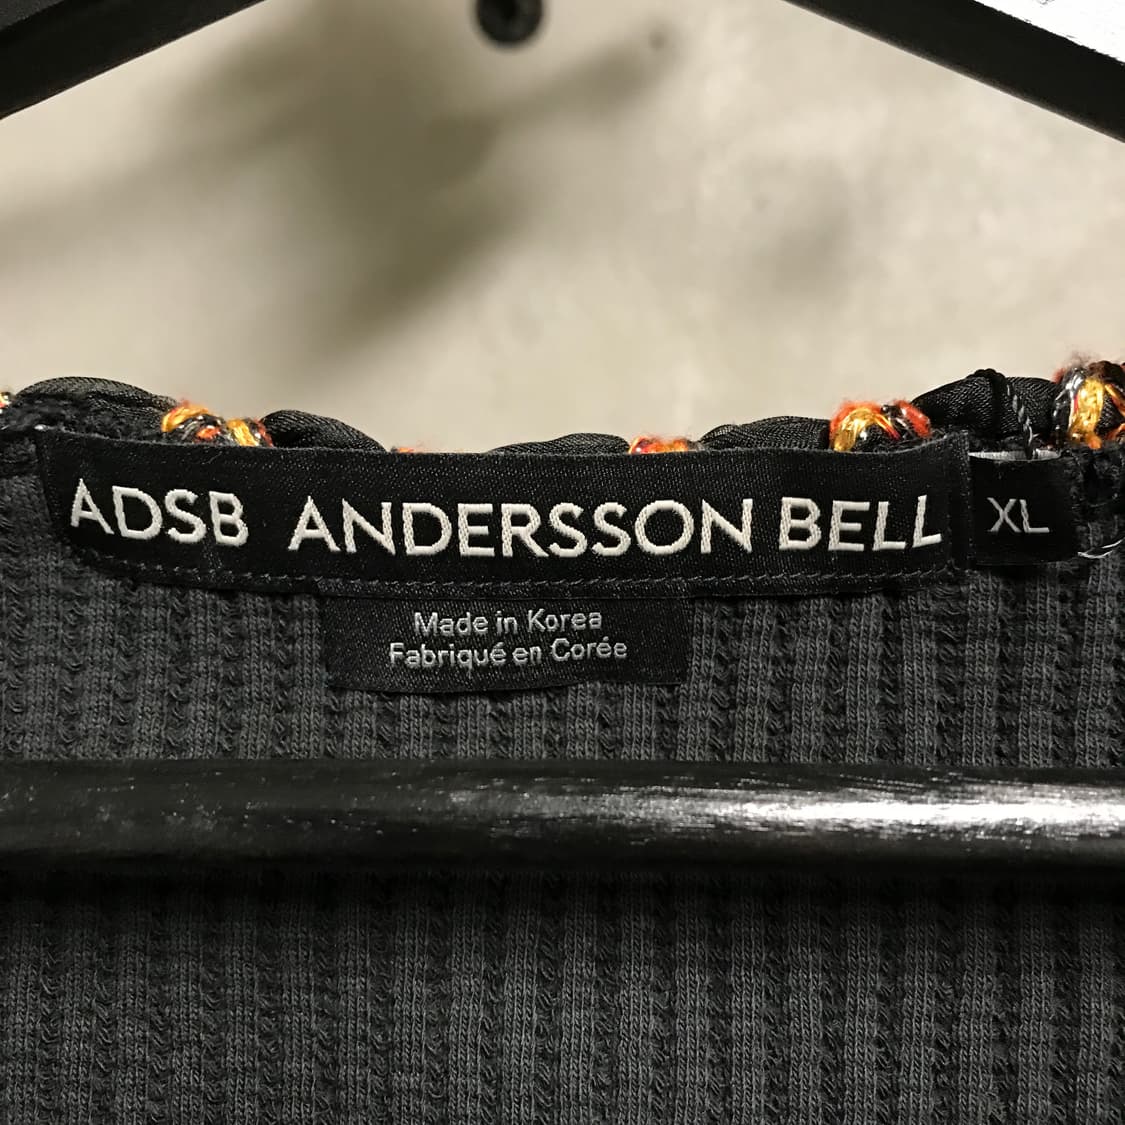 ADSB ANDERSSON BELL
XL
Made in Korea
Fabriqué en Corée